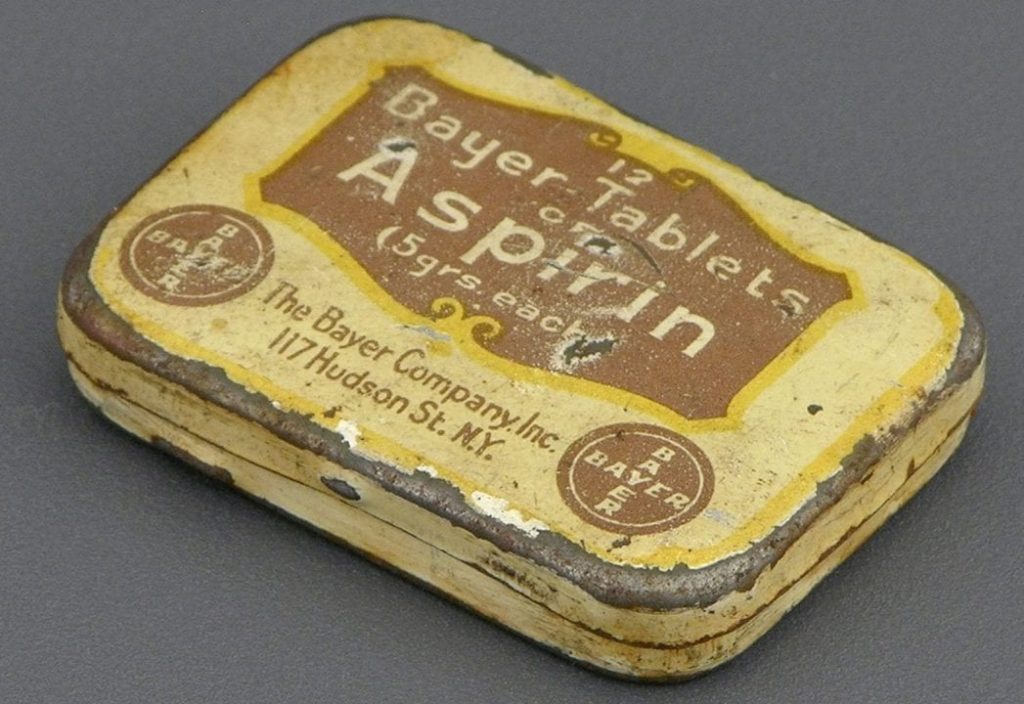 12
Bayer-Tablets
of
Aspirin
(5grs. each)
BAYER
BAYER
The Bayer Company, Inc.
117 Hudson St. N.Y.
BAYER
BAYER